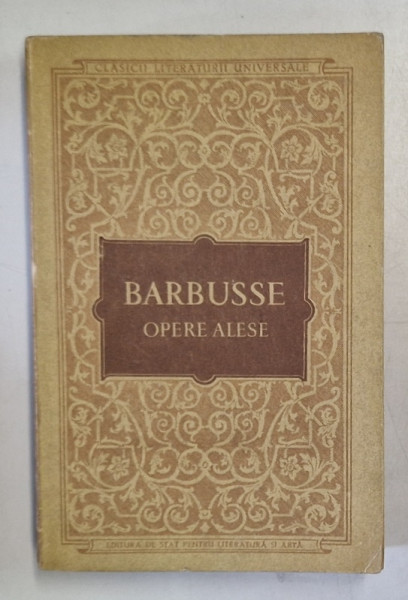 CLASICII LITERATURII UNIVERSALE
BARBUSSE
OPERE ALESE
EDITURA DE STAT PENTRU LITERATURĂ ȘI ARTĂ